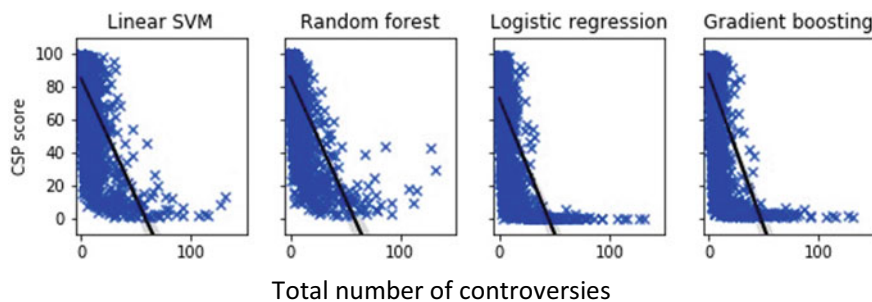 Linear SVM Random forest Logistic regression Gradient boosting
100
80
60
40
20
0
CSP score
0 100 0 100 0 100 0 100
Total number of controversies